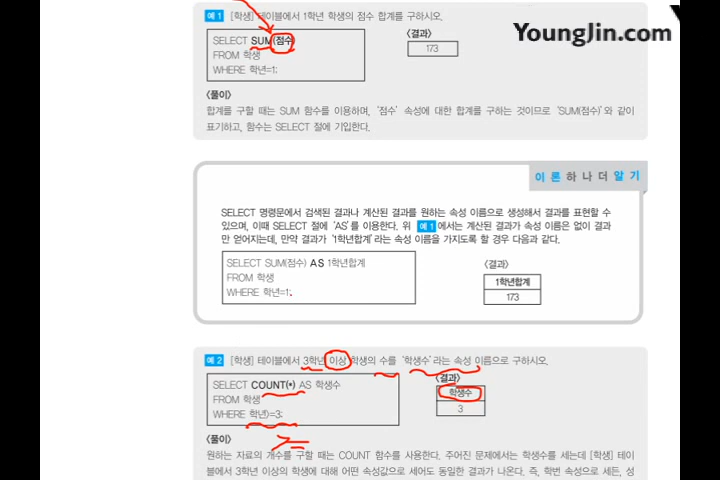 예 1 [학생] 테이블에서 1학년 학생의 점수 합계를 구하시오.
YoungJin.com
SELECT SUM(점수)
FROM 학생
WHERE 학년=1;
<결과>
173
<풀이>
합계를 구할 때는 SUM 함수를 이용하며, '점수' 속성에 대한 합계를 구하는 것이므로 'SUM(점수)'와 같이
표기하고, 함수는 SELECT 절에 기입한다.
이 론 하 나 더 알 기
SELECT 명령문에서 검색된 결과나 계산된 결과를 원하는 속성 이름으로 생성해서 결과를 표현할 수
있으며, 이때 SELECT 절에 'AS'를 이용한다. 위 예 1 에서는 계산된 결과가 속성 이름은 없이 결과
만 얻어지는데, 만약 결과가 '1학년합계'라는 속성 이름을 가지도록 할 경우 다음과 같다.
SELECT SUM(점수) AS 1학년합계
FROM 학생
WHERE 학년=1;
<결과>
1학년합계
173
예 2 [학생] 테이블에서 3학년 이상 학생의 수를 '학생수'라는 속성 이름으로 구하시오.
SELECT COUNT(*) AS 학생수
FROM 학생
WHERE 학년>=3;
<결과>
학생수
3
>=
<풀이>
원하는 자료의 개수를 구할 때는 COUNT 함수를 사용한다. 주어진 문제에서는 학생수를 세는데 [학생] 테이
블에서 3학년 이상의 학생에 대해 어떤 속성값으로 세어도 동일한 결과가 나온다. 즉, 학번 속성으로 세든, 성